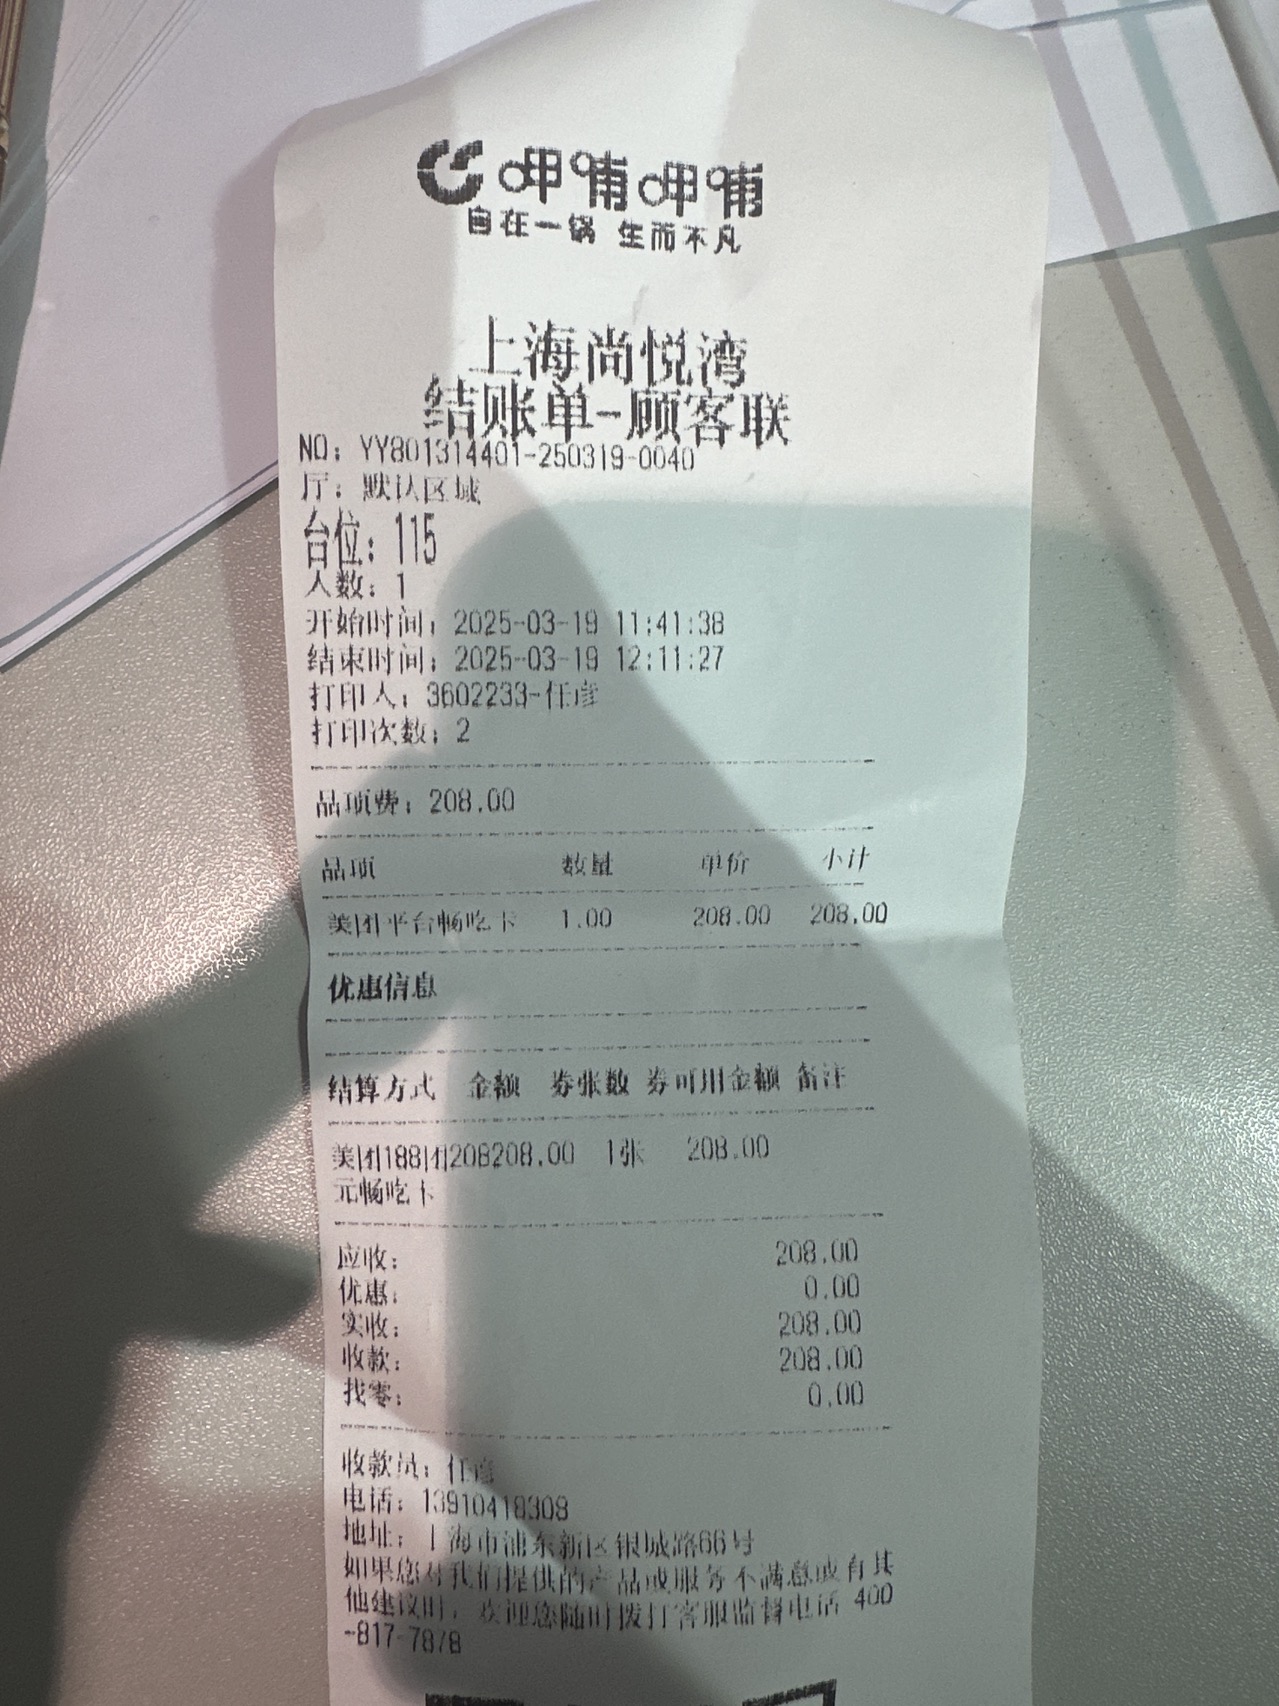 呷哺呷哺
自在一锅 生而不凡
上海尚悦湾
结账单-顾客联
NO: YY801314401-250319-0040
厅: 默认区域
台位: 115
人数: 1
开始时间: 2025-03-19 11:41:38
结束时间: 2025-03-19 12:11:27
打印人: 3602233-任彦
打印次数: 2
品项费: 208.00
品项 数量 单价 小计
美团平台畅吃卡 1.00 208.00 208.00
优惠信息
结算方式 金额 券张数 券可用金额 备注
美团188团208208.00 1张 208.00
元畅吃卡
应收: 208.00
优惠: 0.00
实收: 208.00
收款: 208.00
找零: 0.00
收款员: 任彦
电话: 13910418308
地址: 上海市浦东新区银城路66号
如果您对我们提供的产品或服务不满意或有其
他建议时, 欢迎您随时拨打客服监督电话 400
-817-7878